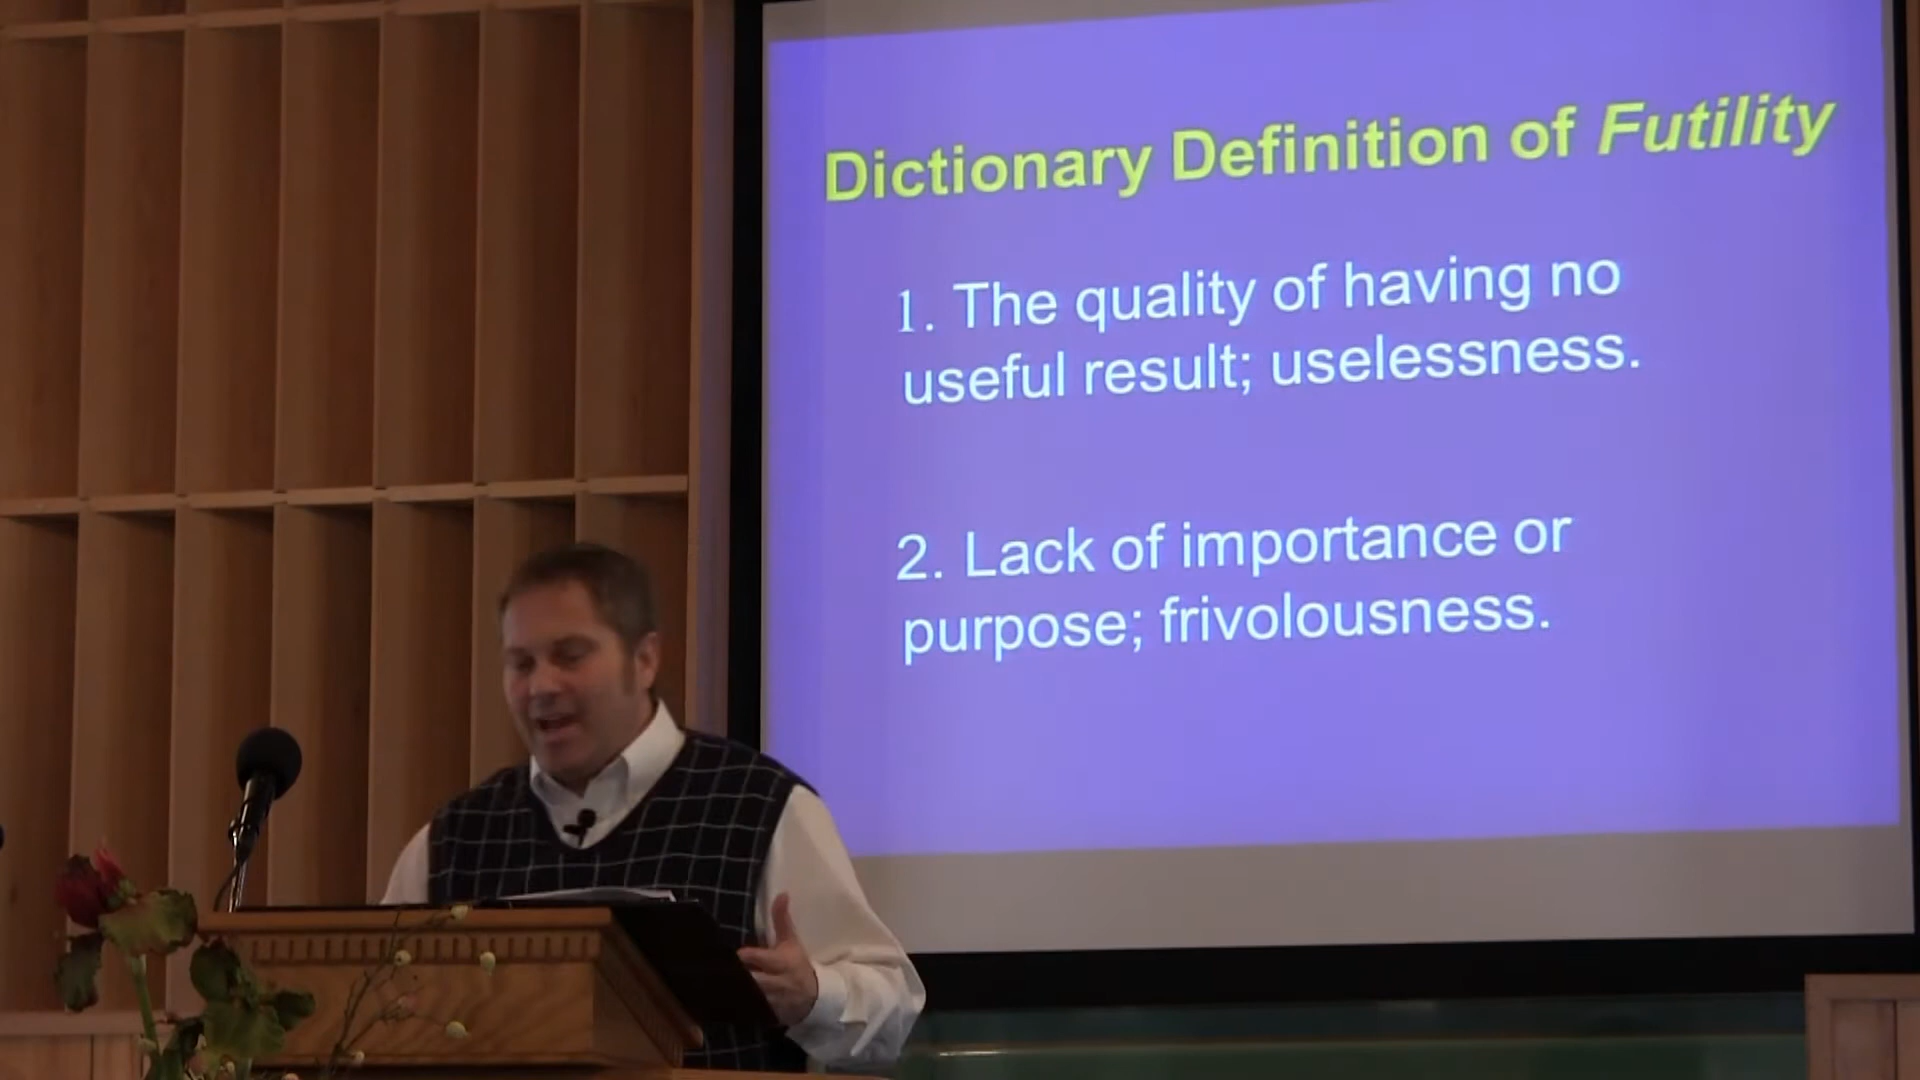 Dictionary Definition of Futility
1. The quality of having no
useful result; uselessness.
2. Lack of importance or
purpose; frivolousness.